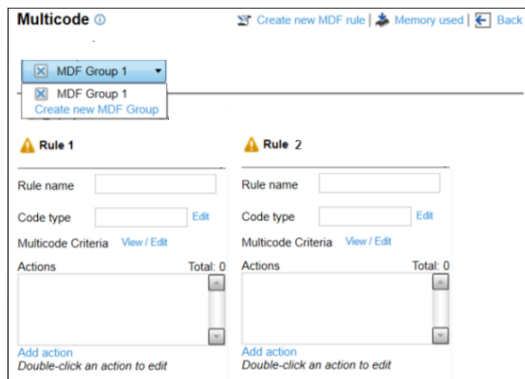 Multicode
Create new MDF rule | Memory used | Back
MDF Group 1
MDF Group 1
Create new MDF Group
Rule 1
Rule name
Code type Edit
Multicode Criteria View / Edit
Actions Total: 0
Add action
Double-click an action to edit
Rule 2
Rule name
Code type Edit
Multicode Criteria View / Edit
Actions Total: 0
Add action
Double-click an action to edit